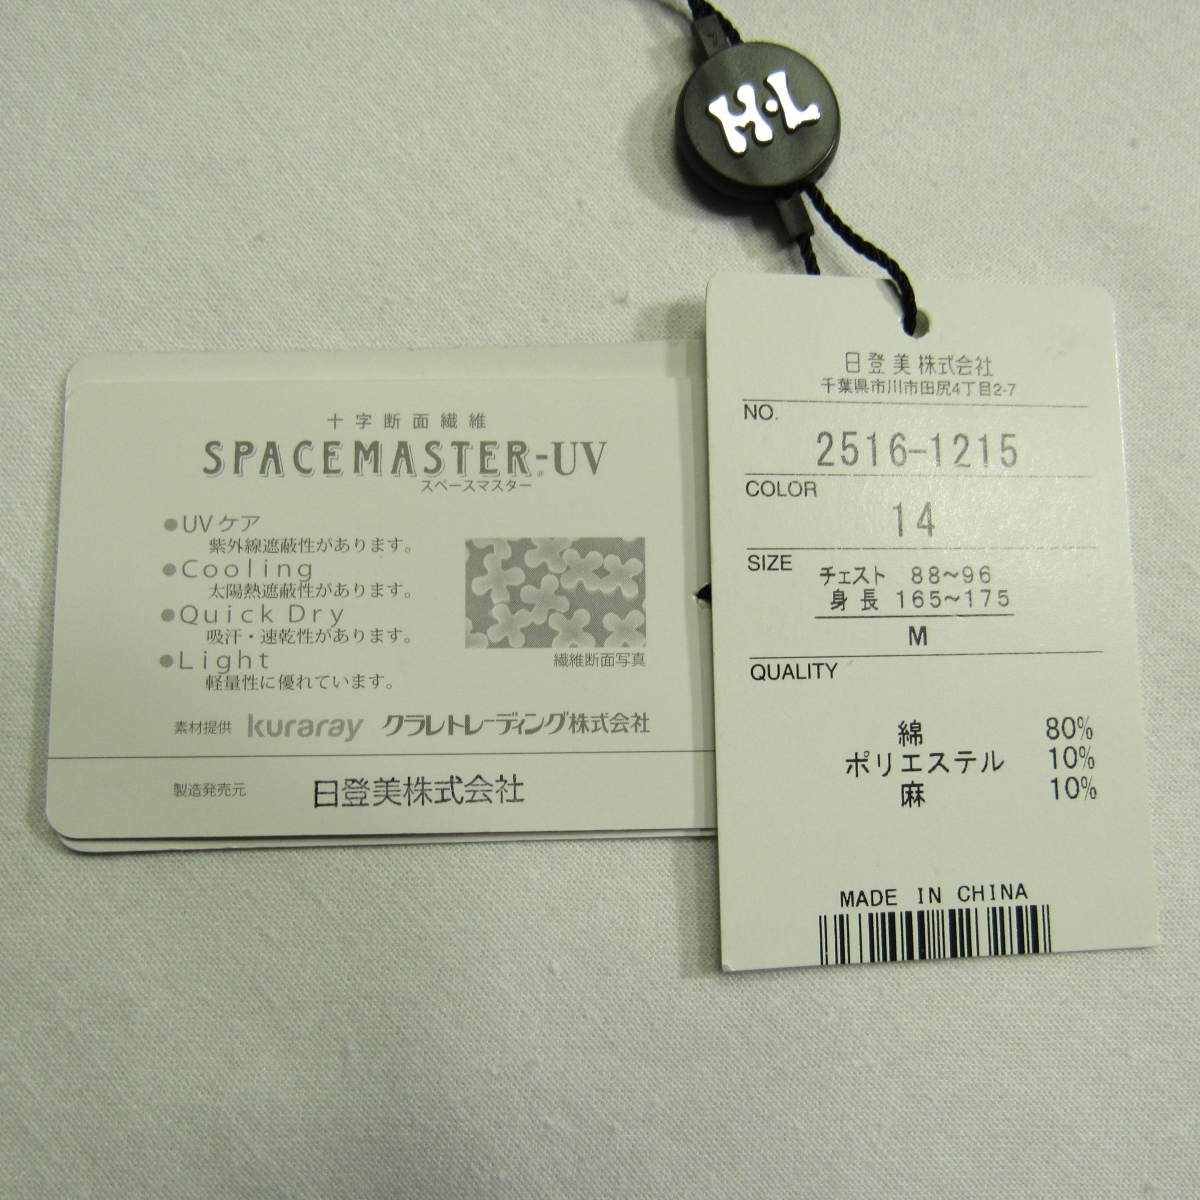 H・L
十字断面繊維
SPACEMASTER-UV
スペースマスター
●UVケア
紫外線遮蔽性があります。
●Cooling
太陽熱遮蔽性があります。
●Quick Dry
吸汗・速乾性があります。
●Light
軽量性に優れています。
繊維断面写真
素材提供 kuraray クラレトレーディング株式会社
製造発売元 日登美株式会社
日登美株式会社
千葉県市川市田尻4丁目2-7
NO.
2516-1215
COLOR
14
SIZE
チェスト 88~96
身長 165~175
M
QUALITY
綿 80%
ポリエステル 10%
麻 10%
MADE IN CHINA